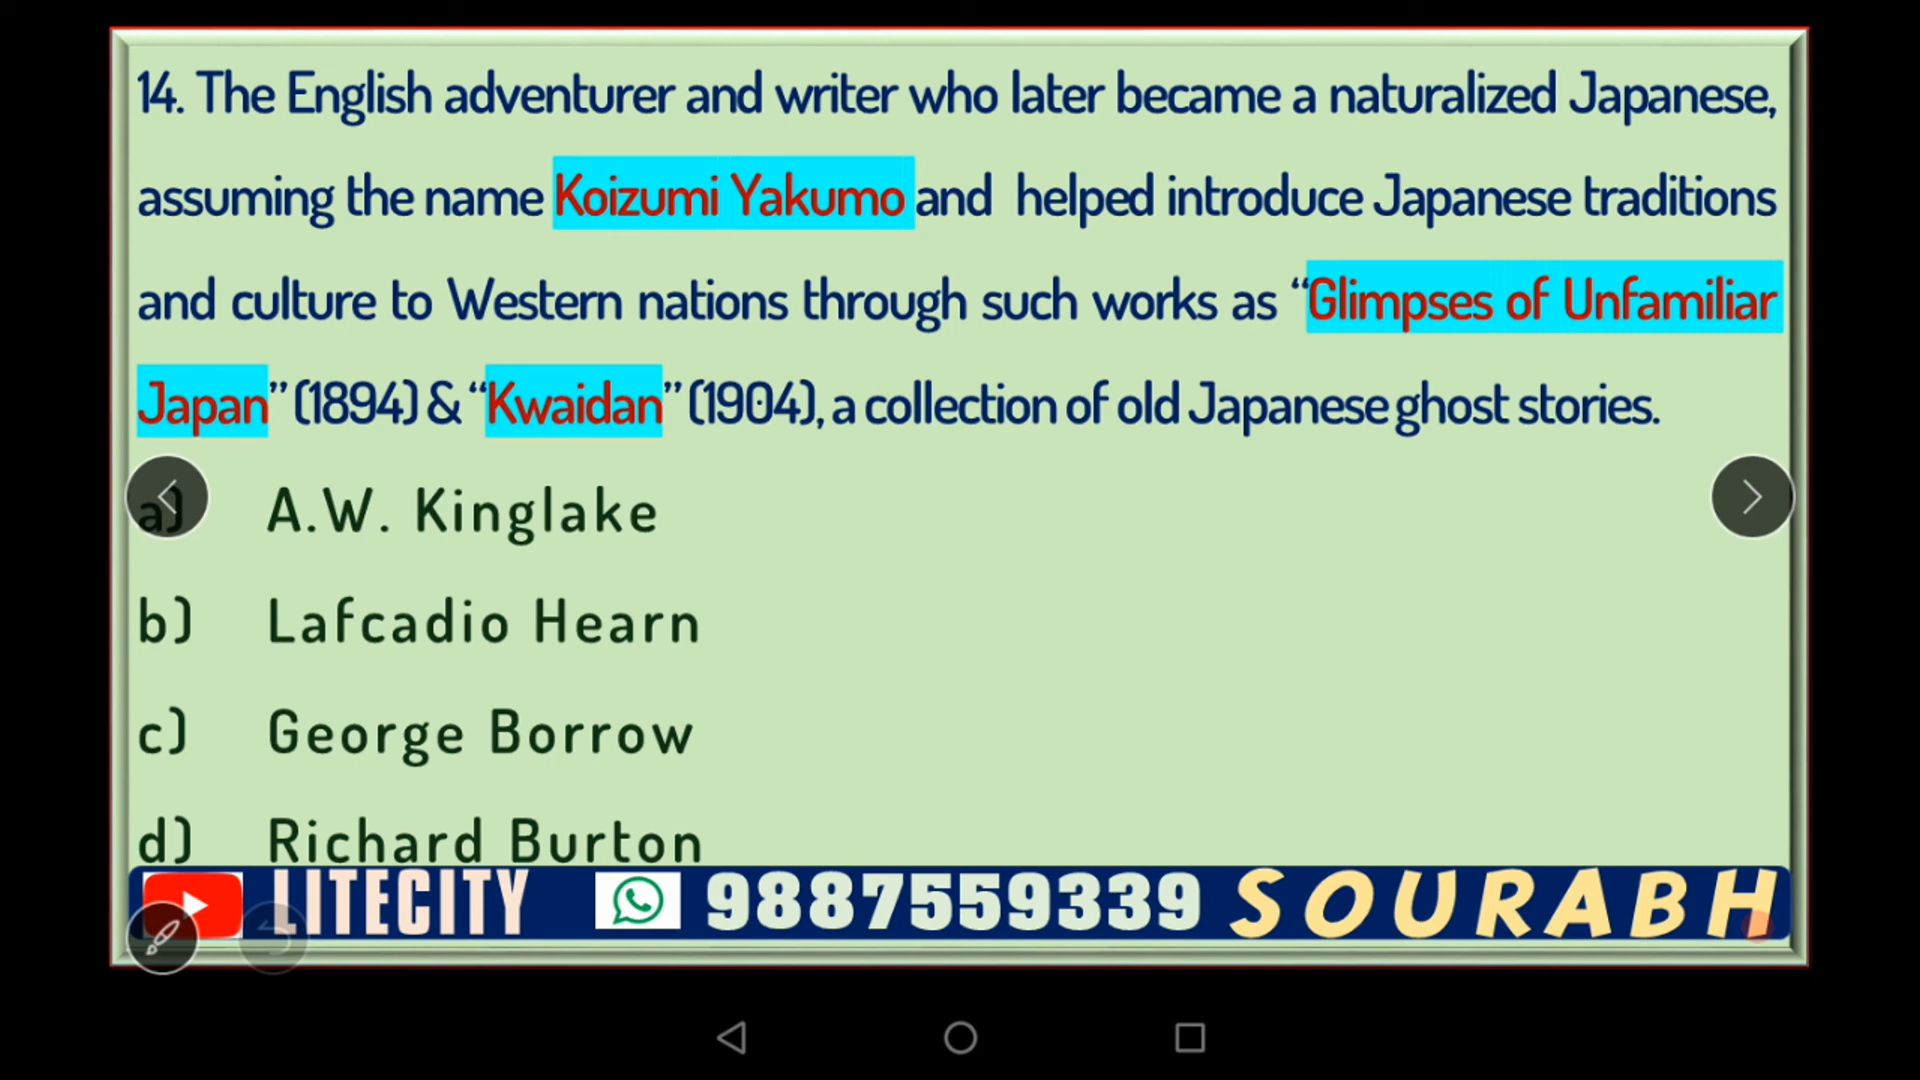 14. The English adventurer and writer who later became a naturalized Japanese,
assuming the name Koizumi Yakumo and helped introduce Japanese traditions
and culture to Western nations through such works as “Glimpses of Unfamiliar
Japan” (1894) & “Kwaidan” (1904), a collection of old Japanese ghost stories.
a) A.W. Kinglake
b) Lafcadio Hearn
c) George Borrow
d) Richard Burton
LITECITY 9887559339 SOURABH